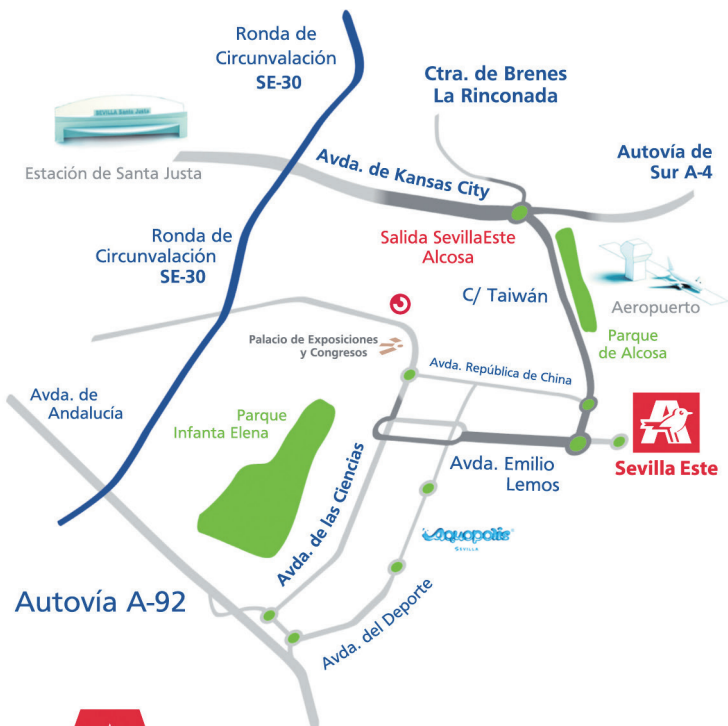 Ronda de
Circunvalación
SE-30
Ctra. de Brenes
La Rinconada
SEVILLA Santa Justa
Estación de Santa Justa
Avda. de Kansas City
Autovía de
Sur A-4
Salida SevillaEste
Alcosa
Ronda de
Circunvalación
SE-30
C/ Taiwán
Aeropuerto
Parque
de Alcosa
Palacio de Exposiciones
y Congresos
Avda. República de China
Avda. de
Andalucía
Parque
Infanta Elena
A
Sevilla Este
Avda. Emilio
Lemos
Avda. de las Ciencias
Aquopolis
SEVILLA
Autovía A-92
Avda. del Deporte